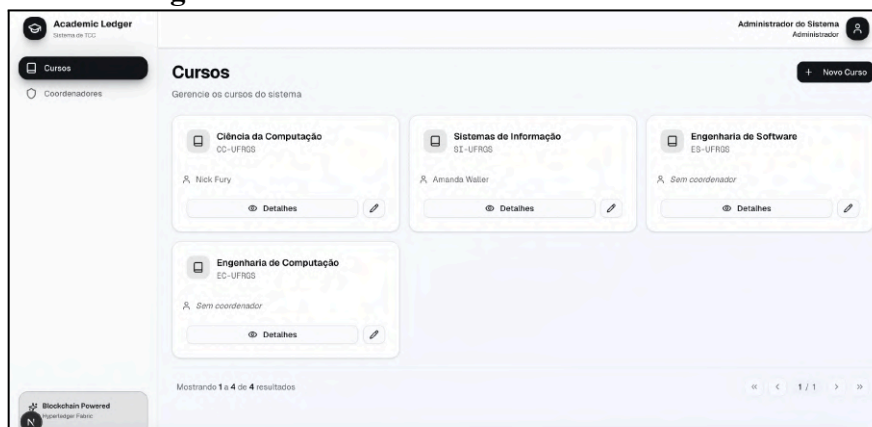 Academic Ledger
Sistema de TCC
Administrador do Sistema
Administrador
Cursos
Coordenadores
Cursos
Gerencie os cursos do sistema
+ Novo Curso
Ciência da Computação
CC-UFRGS
Nick Fury
Detalhes
Sistemas de Informação
SI-UFRGS
Amanda Waller
Detalhes
Engenharia de Software
ES-UFRGS
Sem coordenador
Detalhes
Engenharia de Computação
EC-UFRGS
Sem coordenador
Detalhes
Mostrando 1 a 4 de 4 resultados
« < 1 / 1 > »
Blockchain Powered
Hyperledger Fabric
N